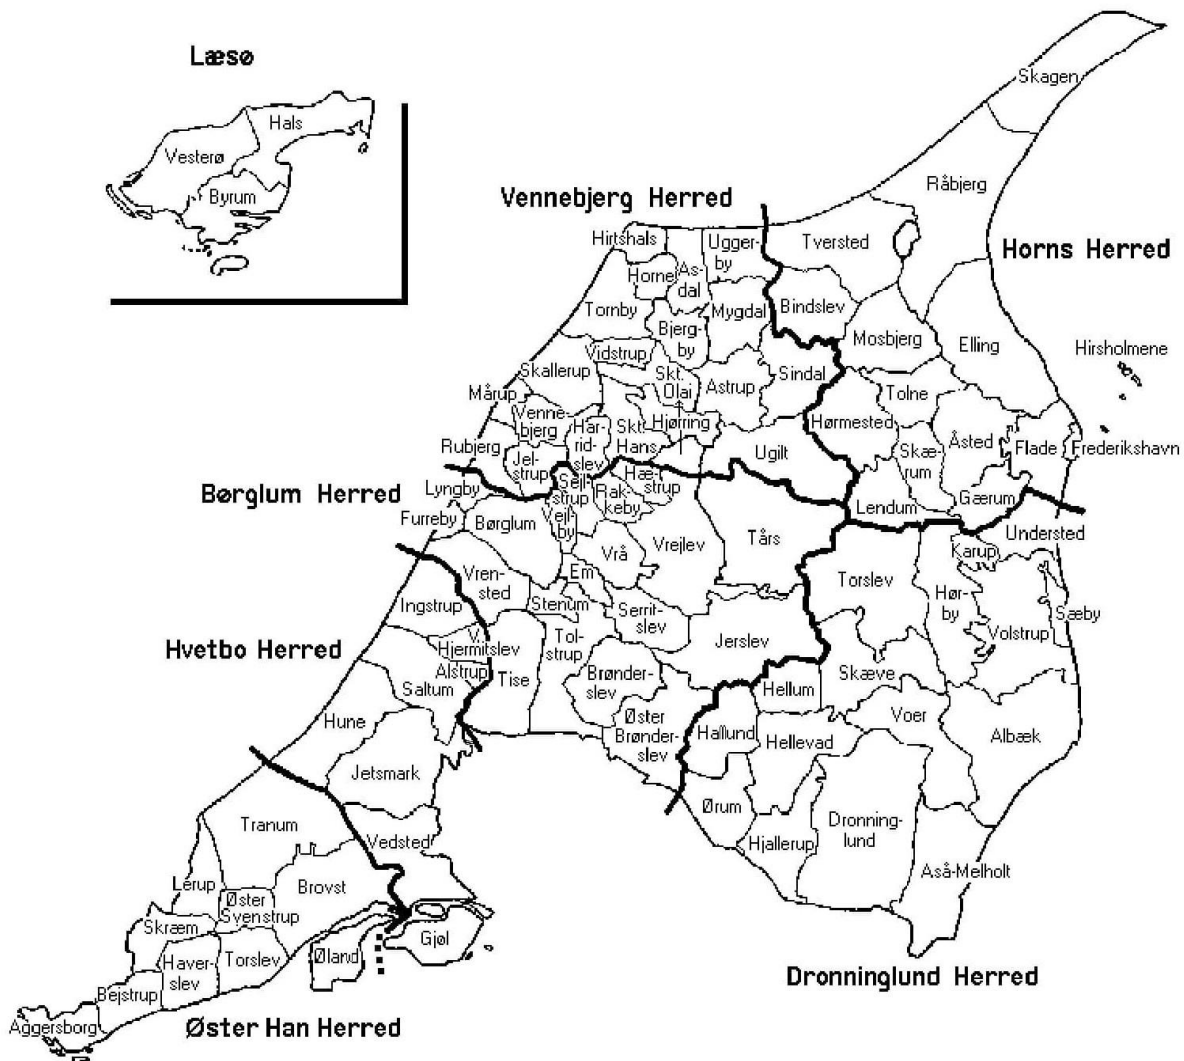 Læsø
Hals
Vesterø
Byrum
Skagen
Råbjerg
Vennebjerg Herred
Horns Herred
Hirtshals
Ugger-
by
Tversted
Horne
As-
dal
Tornby
Mygdal
Bindslev
Bjerg-
by
Mosbjerg
Elling
Hirsholmene
Vidstrup
Skallerup
Skt.
Olai
Astrup
Sindal
Tolne
Mårup
Venne-
bjerg
Har-
rid-
slev
Skt.
Hans
Hjørring
Hørmested
Skæ-
rum
Åsted
Flade
Frederikshavn
Rubjerg
Jel-
strup
Ugilt
Børglum Herred
Lyngby
Sejl-
strup
Hæ-
strup
Rak-
keby
Lendum
Gærum
Furreby
Børglum
Vejl-
by
Understed
Karup
Vrå
Vrejlev
Tårs
Torslev
Em
Vren-
sted
Ingstrup
Stenum
Serrit-
slev
Hør-
by
Sæby
Volstrup
Hvetbo Herred
V.
Hjermitslev
Tol-
strup
Jerslev
Alstrup
Tise
Saltum
Brønder-
slev
Skæve
Hellum
Hune
Øster
Brønder-
slev
Hallund
Hellevad
Voer
Albæk
Jetsmark
Ørum
Tranum
Vedsted
Hjallerup
Dronning-
lund
Aså-Melholt
Lerup
Brovst
Øster
Svenstrup
Skræm
Gjøl
Haver-
slev
Torslev
Øland
Dronninglund Herred
Bejstrup
Aggersborg
Øster Han Herred